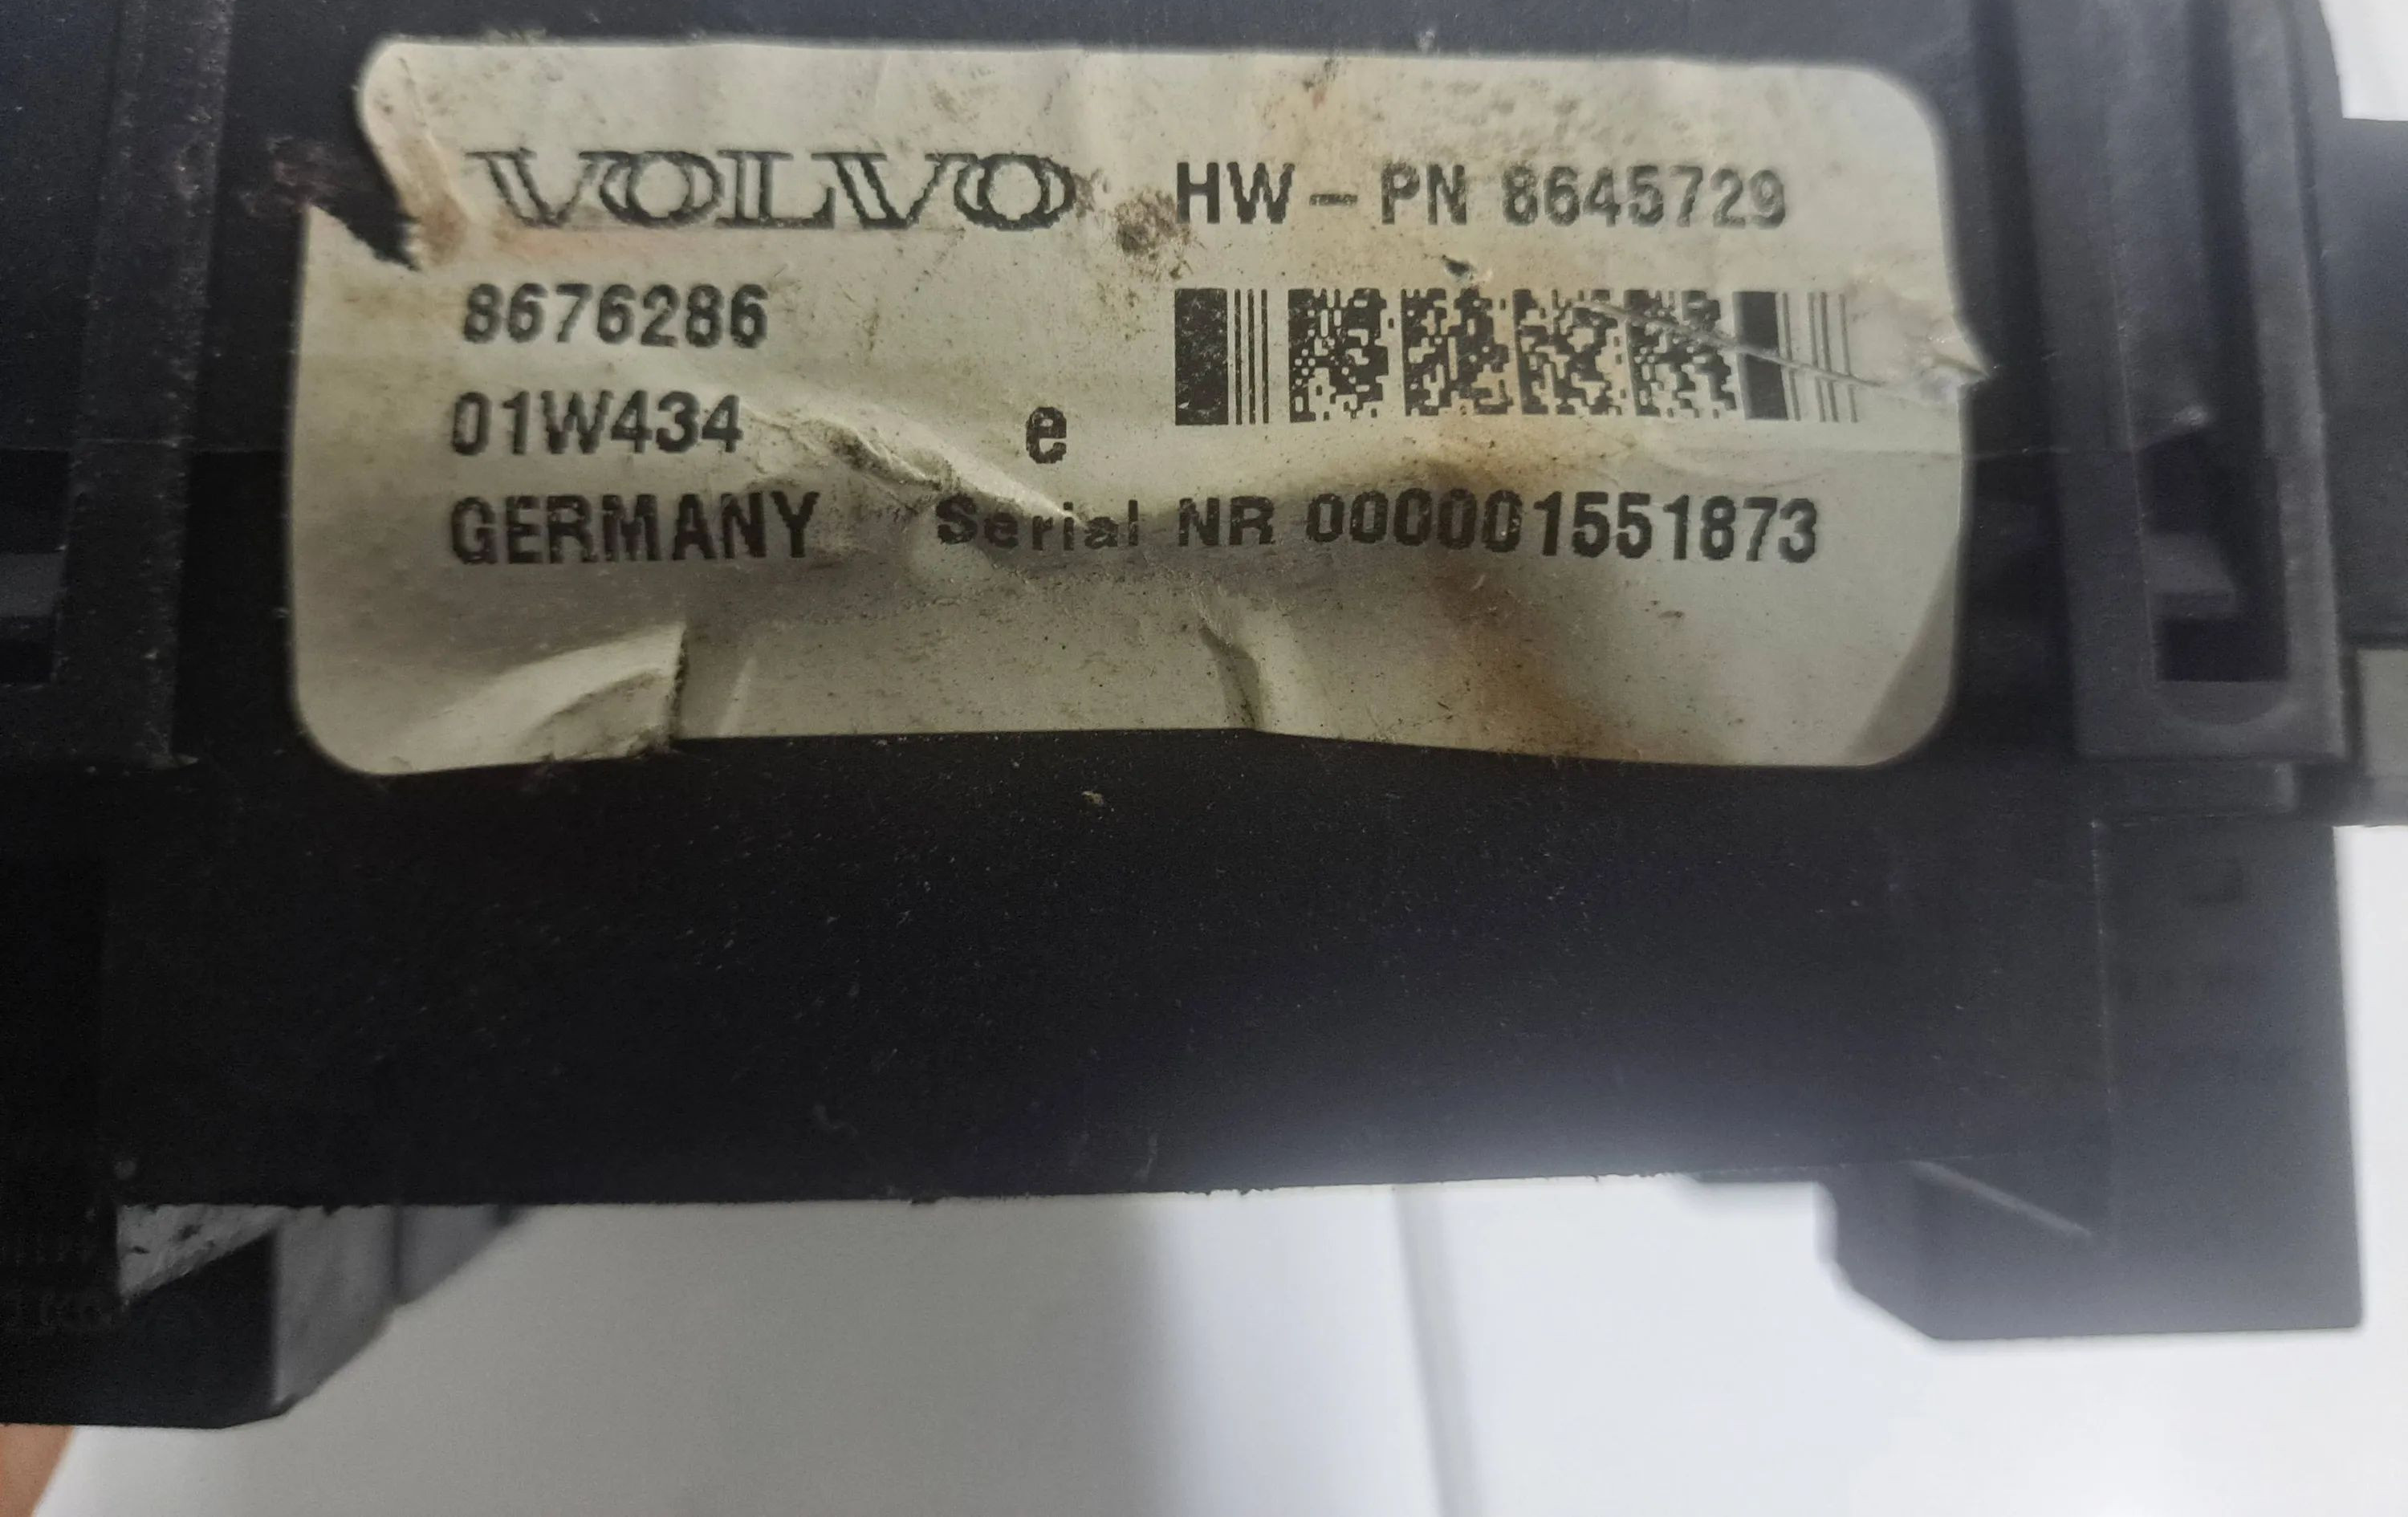 VOLVO HW-PN 8645729
8676286
01W434 e
GERMANY Serial NR 000001551873